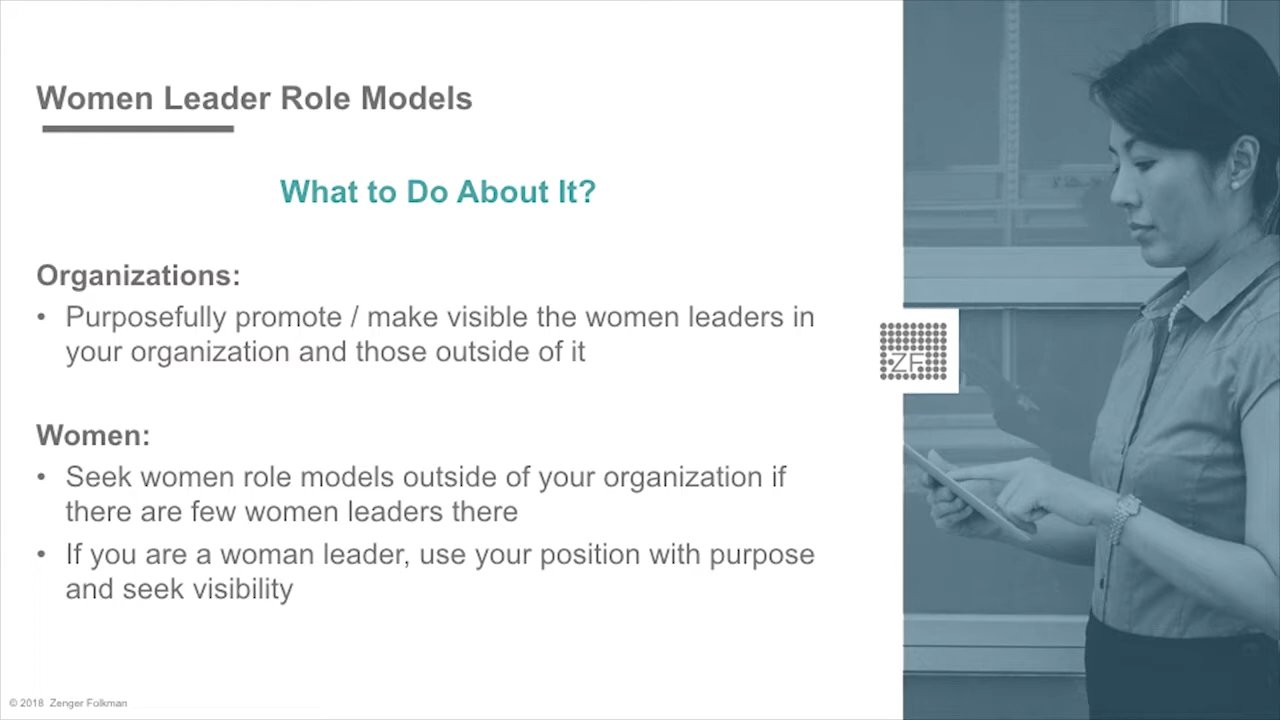 Women Leader Role Models
What to Do About It?
Organizations:
• Purposefully promote / make visible the women leaders in
your organization and those outside of it
ZF
Women:
• Seek women role models outside of your organization if
there are few women leaders there
• If you are a woman leader, use your position with purpose
and seek visibility
© 2018 Zenger Folkman